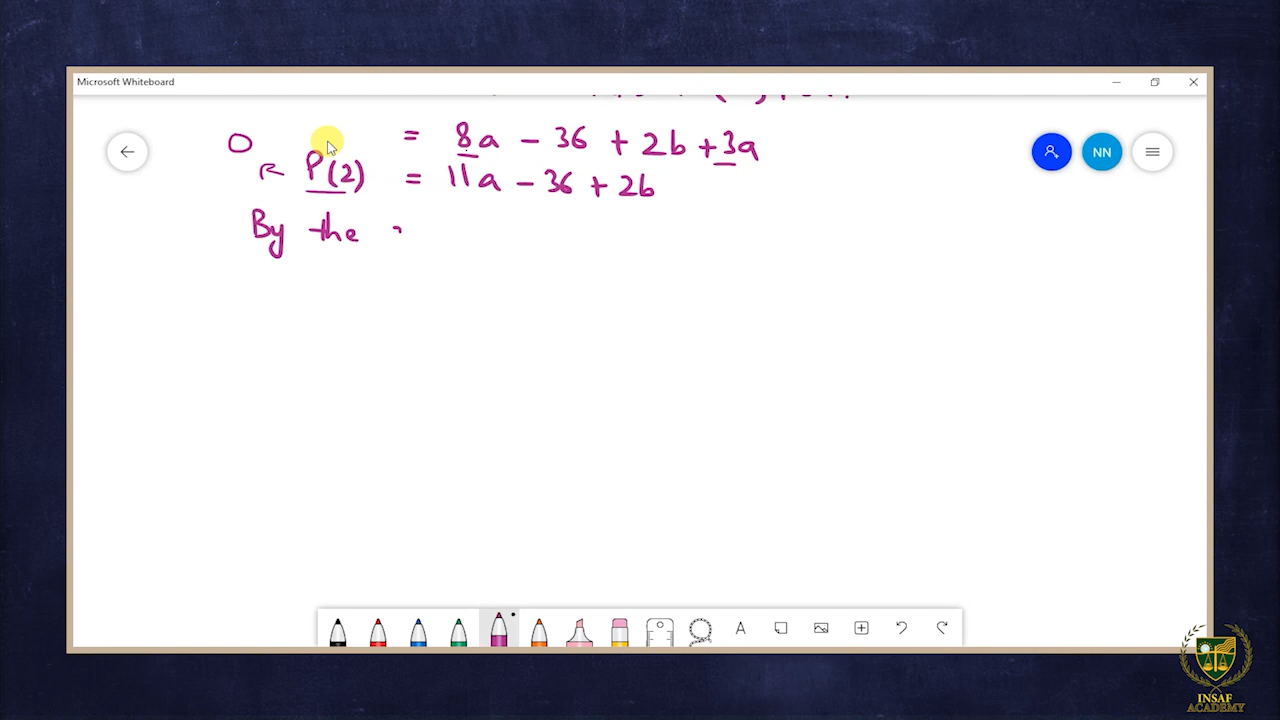 Microsoft Whiteboard
0 = 8a - 36 + 2b + 3a
P(2) = 11a - 36 + 2b
By the
NN
A
INSAF
ACADEMY